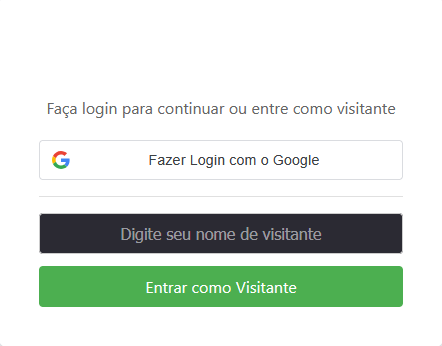 Faça login para continuar ou entre como visitante
Fazer Login com o Google
Digite seu nome de visitante
Entrar como Visitante